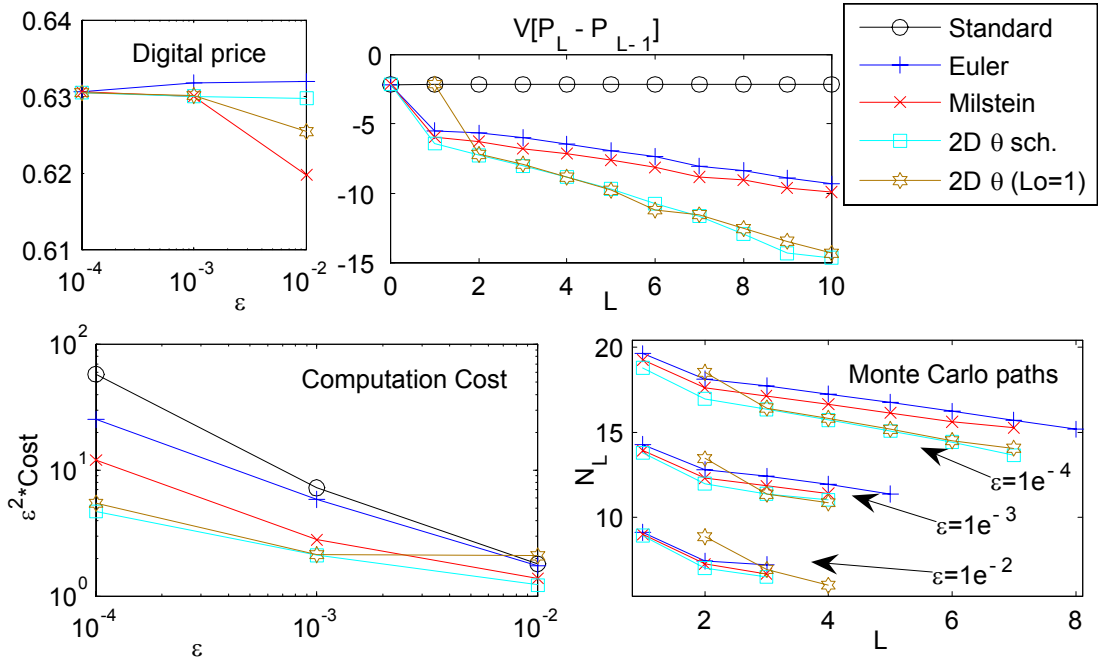 Digital price
0.64
0.63
0.62
0.61
10^-4
10^-3
10^-2
ε
V[P_L - P_L-1]
0
-5
-10
-15
0
2
4
6
8
10
L
Standard
Euler
Milstein
2D θ sch.
2D θ (Lo=1)
Computation Cost
ε^2*Cost
10^2
10^1
10^0
10^-4
10^-3
10^-2
ε
Monte Carlo paths
N_L
20
15
10
ε=1e^-4
ε=1e^-3
ε=1e^-2
2
4
6
8
L